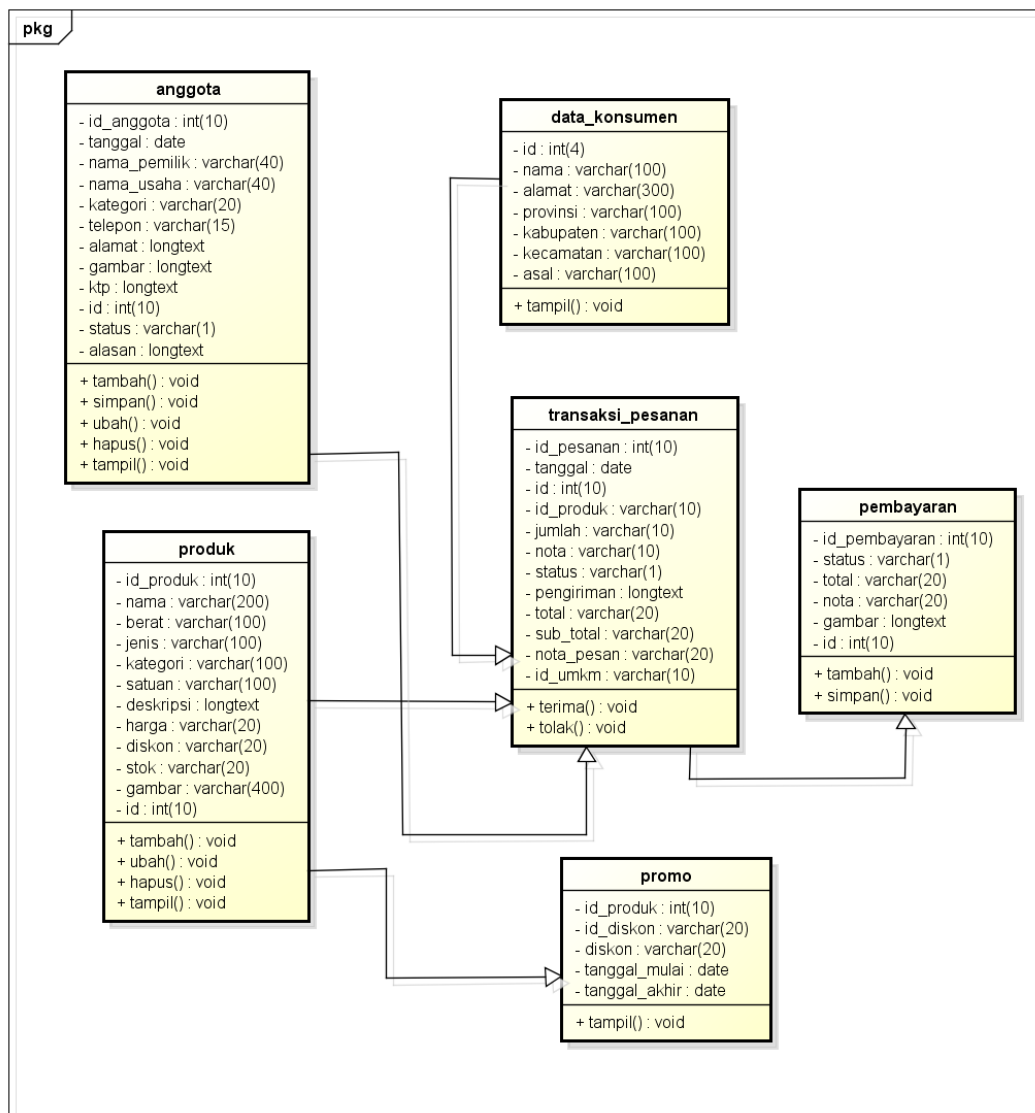 pkg
anggota
- id_anggota : int(10)
- tanggal : date
- nama_pemilik : varchar(40)
- nama_usaha : varchar(40)
- kategori : varchar(20)
- telepon : varchar(15)
- alamat : longtext
- gambar : longtext
- ktp : longtext
- id : int(10)
- status : varchar(1)
- alasan : longtext
+ tambah() : void
+ simpan() : void
+ ubah() : void
+ hapus() : void
+ tampil() : void
data_konsumen
- id : int(4)
- nama : varchar(100)
- alamat : varchar(300)
- provinsi : varchar(100)
- kabupaten : varchar(100)
- kecamatan : varchar(100)
- asal : varchar(100)
+ tampil() : void
transaksi_pesanan
- id_pesanan : int(10)
- tanggal : date
- id : int(10)
- id_produk : varchar(10)
- jumlah : varchar(10)
- nota : varchar(10)
- status : varchar(1)
- pengiriman : longtext
- total : varchar(20)
- sub_total : varchar(20)
- nota_pesan : varchar(20)
- id_umkm : varchar(10)
+ terima() : void
+ tolak() : void
pembayaran
- id_pembayaran : int(10)
- status : varchar(1)
- total : varchar(20)
- nota : varchar(20)
- gambar : longtext
- id : int(10)
+ tambah() : void
+ simpan() : void
produk
- id_produk : int(10)
- nama : varchar(200)
- berat : varchar(100)
- jenis : varchar(100)
- kategori : varchar(100)
- satuan : varchar(100)
- deskripsi : longtext
- harga : varchar(20)
- diskon : varchar(20)
- stok : varchar(20)
- gambar : varchar(400)
- id : int(10)
+ tambah() : void
+ ubah() : void
+ hapus() : void
+ tampil() : void
promo
- id_produk : int(10)
- id_diskon : varchar(20)
- diskon : varchar(20)
- tanggal_mulai : date
- tanggal_akhir : date
+ tampil() : void